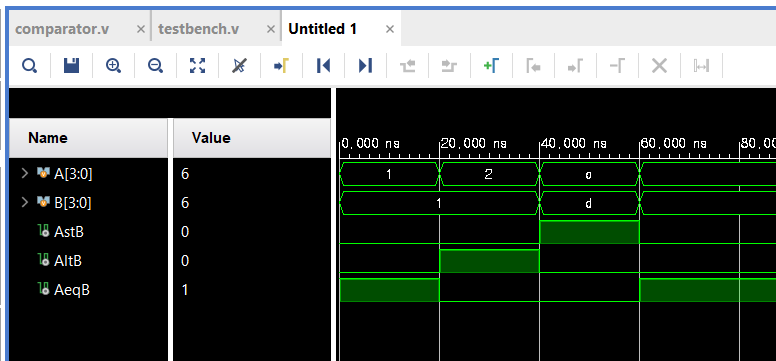 comparator.v × testbench.v × Untitled 1 ×
Name Value
0,000 ns 20,000 ns 40,000 ns 60,000 ns 80,00
A[3:0] 6 1 2
B[3:0] 6 1 d
AstB 0
AltB 0
AeqB 1